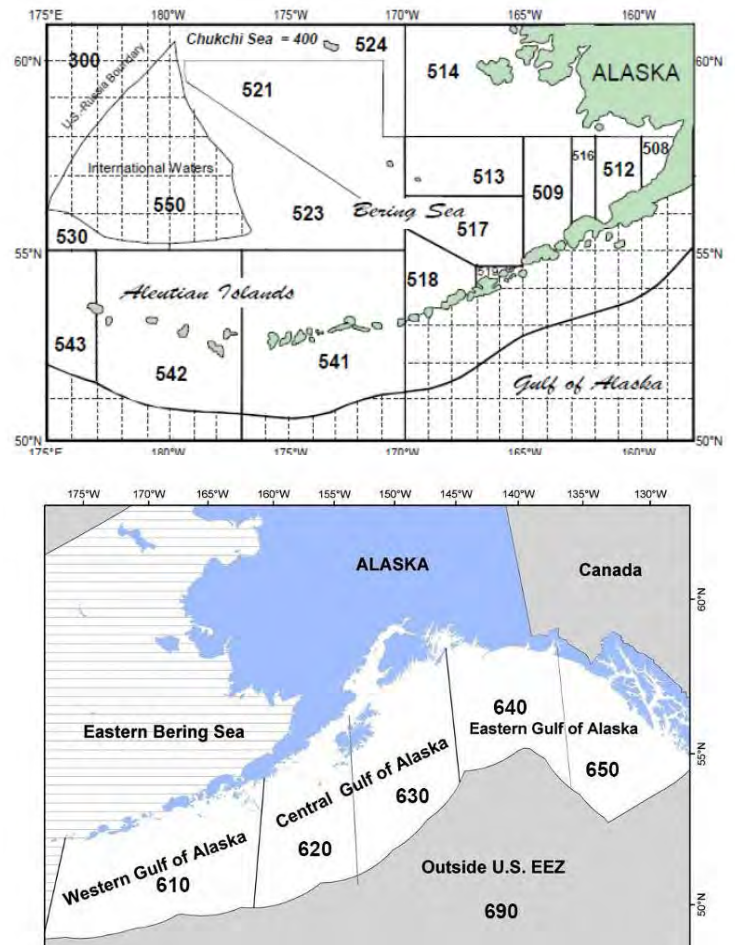 175°E 180°W 175°W 170°W 165°W 160°W
Chukchi Sea = 400
524
60°N
300
514
ALASKA
60°N
521
U.S.-Russia Boundary
International Waters
550
513
509
516
512
508
523
Bering Sea
517
530
55°N
55°N
518
519
Aleutian Islands
543
542
541
Gulf of Alaska
50°N
50°N
175°E 180°W 175°W 170°W 165°W 160°W
175°W 170°W 165°W 160°W 155°W 150°W 145°W 140°W 135°W 130°W
ALASKA
Canada
60°N
640
Eastern Bering Sea
Eastern Gulf of Alaska
55°N
650
Central Gulf of Alaska
630
620
Western Gulf of Alaska
610
Outside U.S. EEZ
690
50°N